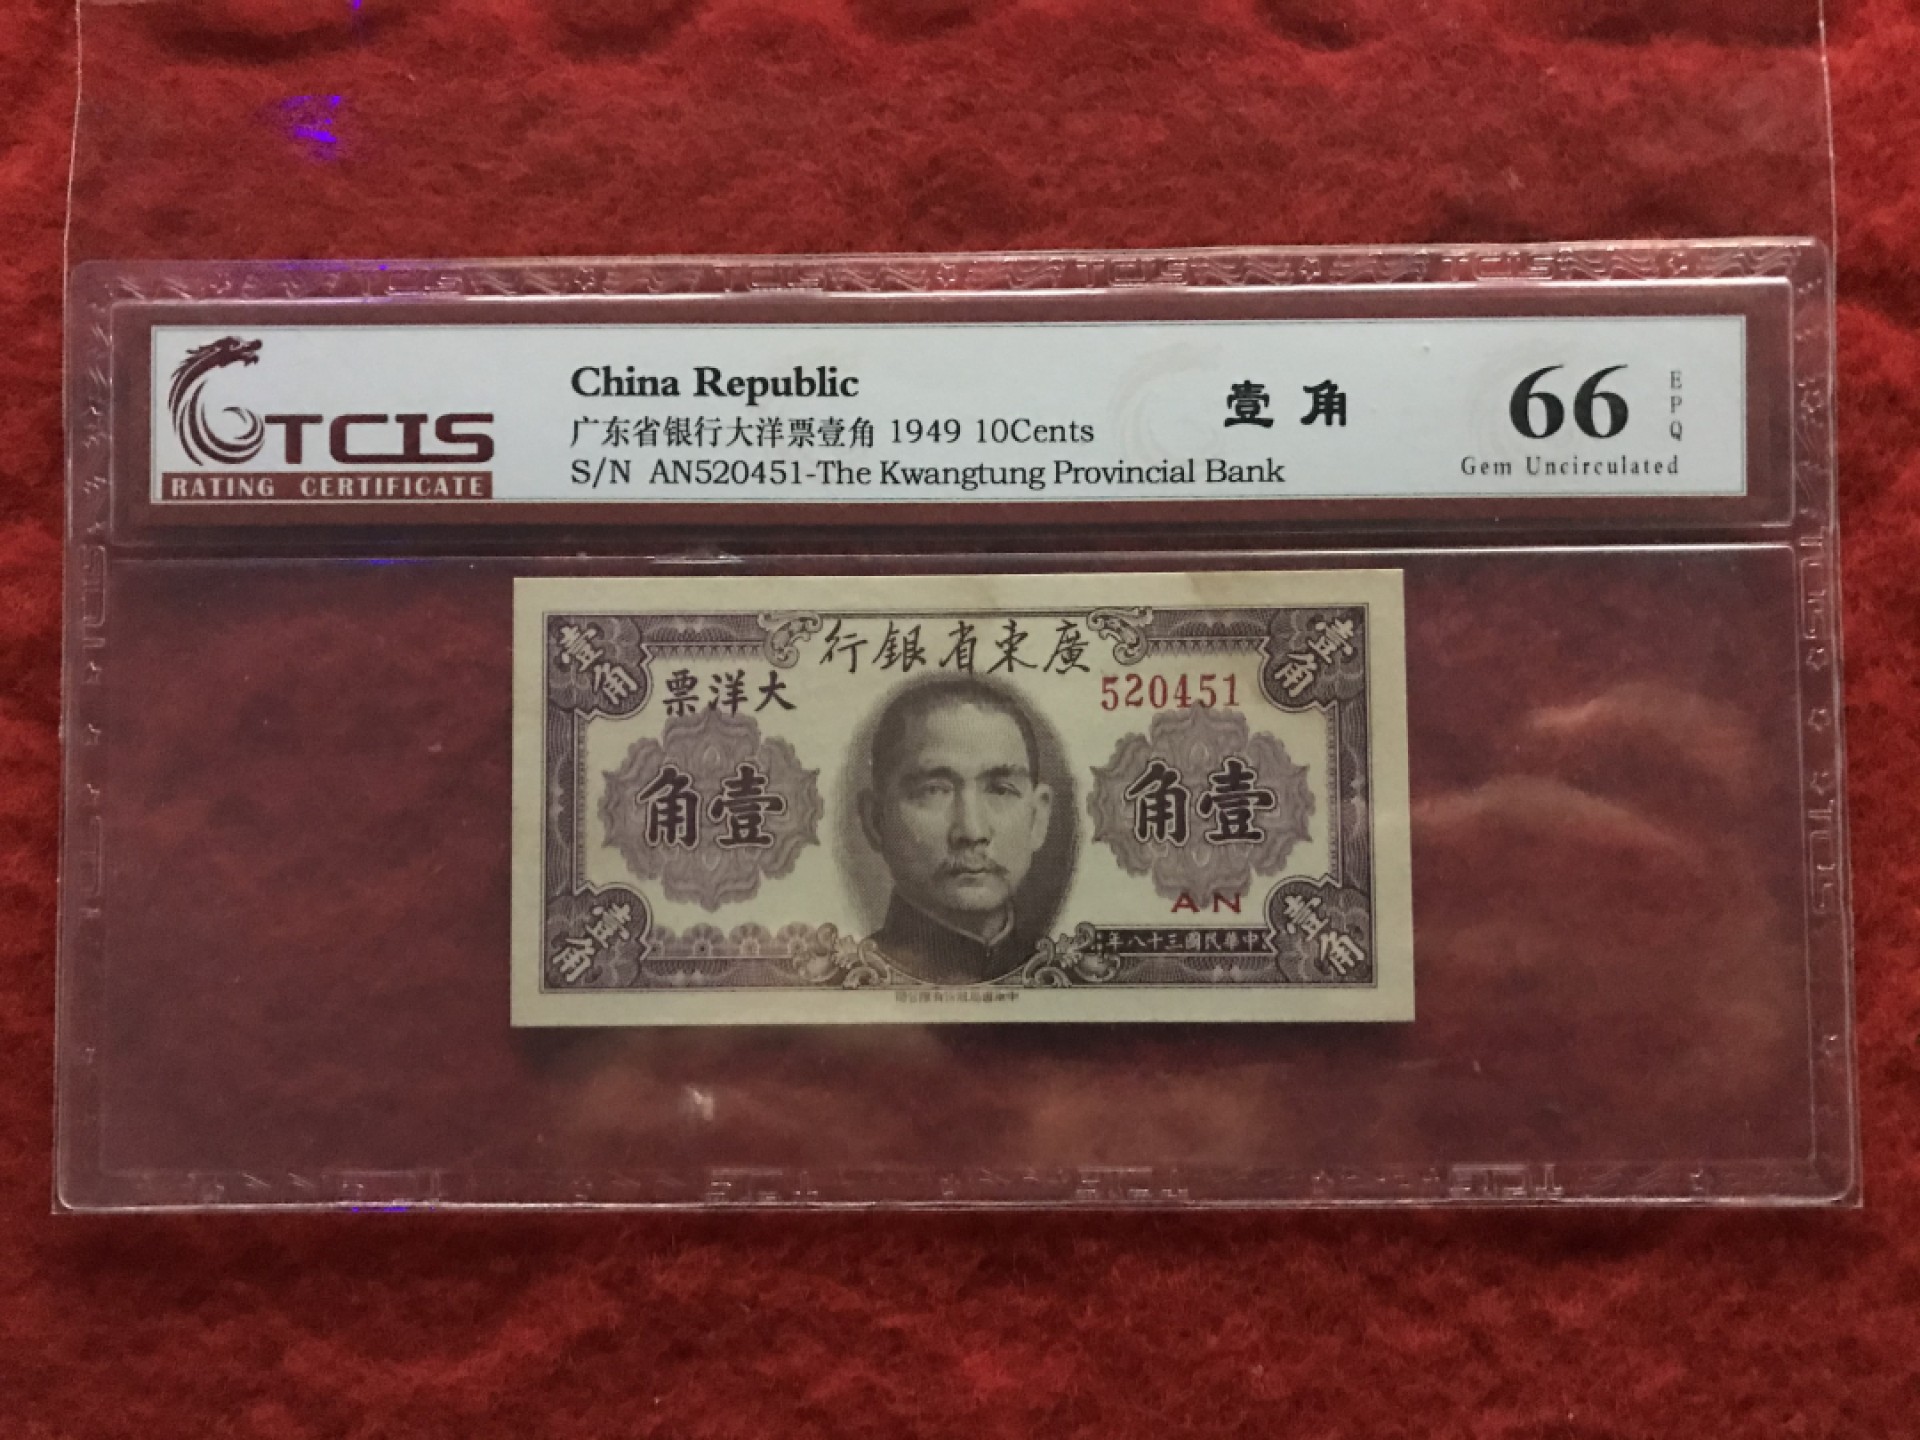 TCIS
RATING CERTIFICATE
China Republic
广东省银行大洋票壹角 1949 10Cents
S/N AN520451-The Kwangtung Provincial Bank
壹角
66
EPQ
Gem Uncirculated
廣東省銀行
大洋票
520451
壹角
壹角
壹角
壹角
AN
中華民國三十八年
壹角
壹角